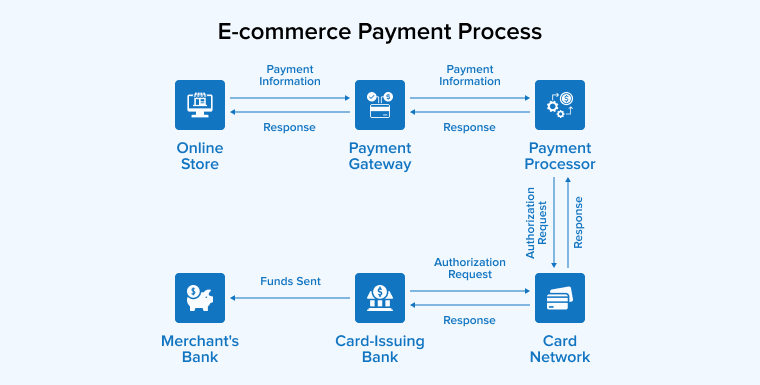 E-commerce Payment Process
Payment
Information
Payment
Information
Response
Response
Online
Store
Payment
Gateway
Payment
Processor
Authorization
Request
Response
Authorization
Request
Funds Sent
Response
Merchant's
Bank
Card-Issuing
Bank
Card
Network